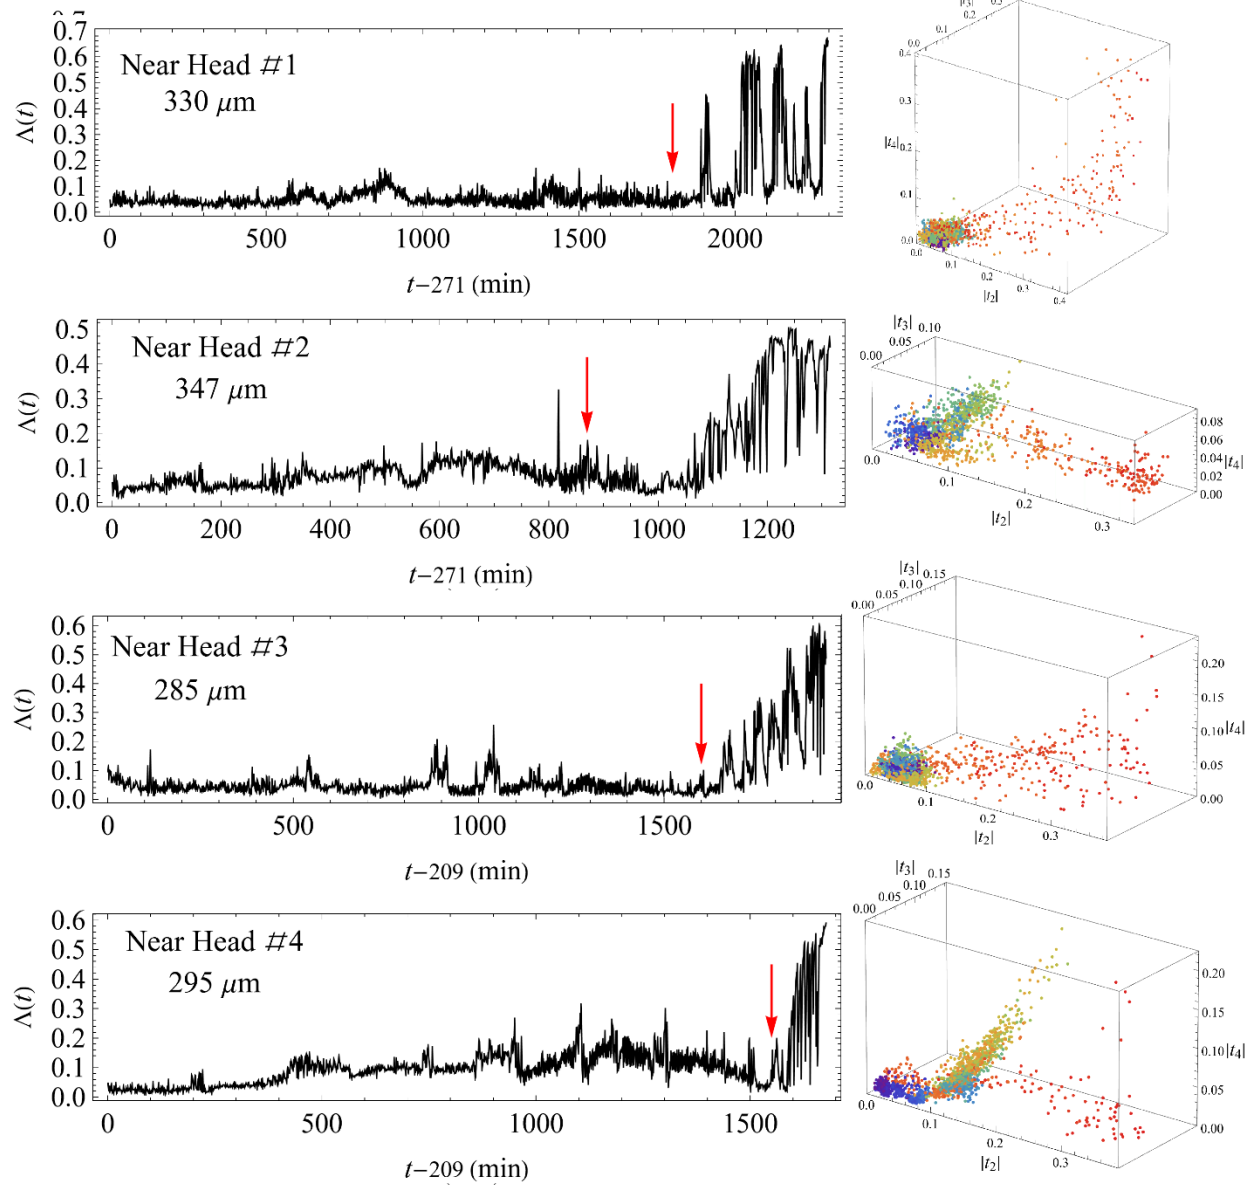 0.7
0.7
0.6
0.5
0.4
0.3
0.2
0.1
0.0
Λ(t)
Near Head #1
330 μm
0 500 1000 1500 2000
t−271 (min)
|t₃|
0.0 0.1 0.2
0.4
0.3
|t₄| 0.2
0.1
0.0
0.0 0.1 0.2 0.3 0.4
|t₂|
0.5
0.4
0.3
0.2
0.1
0.0
Λ(t)
Near Head #2
347 μm
0 200 400 600 800 1000 1200
t−271 (min)
|t₃|
0.00 0.05 0.10
0.08
0.06
0.04
0.02
0.00
|t₄|
0.0 0.1 0.2 0.3
|t₂|
0.6
0.5
0.4
0.3
0.2
0.1
0.0
Λ(t)
Near Head #3
285 μm
0 500 1000 1500
t−209 (min)
|t₃|
0.00 0.05 0.10 0.15
0.20
0.15
0.10
0.05
0.00
|t₄|
0.1 0.2 0.3
|t₂|
0.6
0.5
0.4
0.3
0.2
0.1
0.0
Λ(t)
Near Head #4
295 μm
0 500 1000 1500
t−209 (min)
|t₃|
0.00 0.05 0.10 0.15
0.20
0.15
0.10
0.05
0.00
|t₄|
0.0 0.1 0.2 0.3
|t₂|